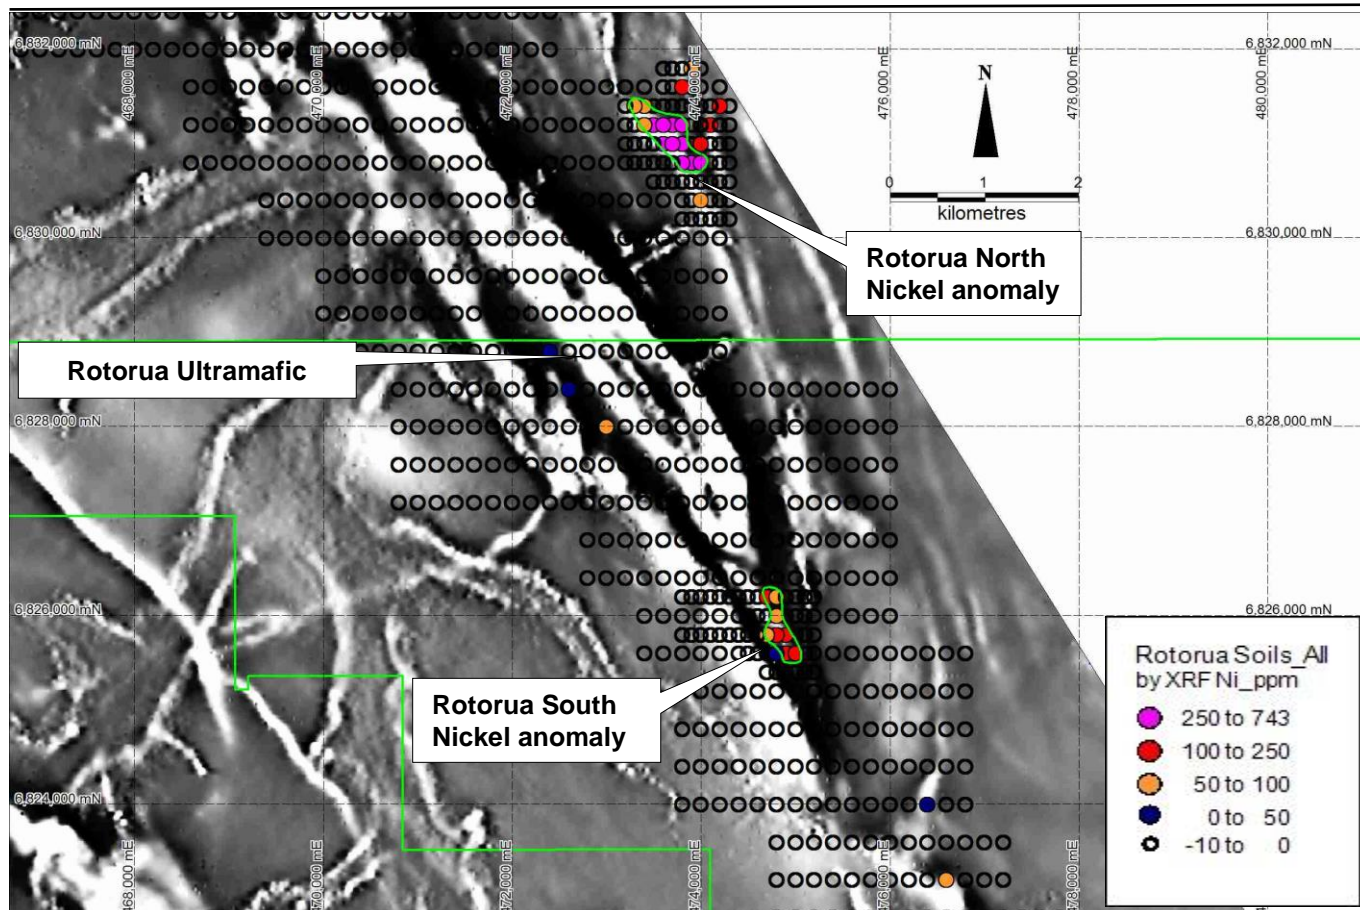 6,832,000 mN
6,832,000 mN
468,000 mE
470,000 mE
472,000 mE
474,000 mE
476,000 mE
478,000 mE
480,000 mE
N
0 1 2
kilometres
6,830,000 mN
6,830,000 mN
Rotorua North
Nickel anomaly
Rotorua Ultramafic
6,828,000 mN
6,828,000 mN
6,826,000 mN
6,826,000 mN
Rotorua South
Nickel anomaly
Rotorua Soils_All
by XRF Ni_ppm
250 to 743
100 to 250
50 to 100
0 to 50
-10 to 0
6,824,000 mN
468,000 mE
470,000 mE
472,000 mE
474,000 mE
476,000 mE
478,000 mE